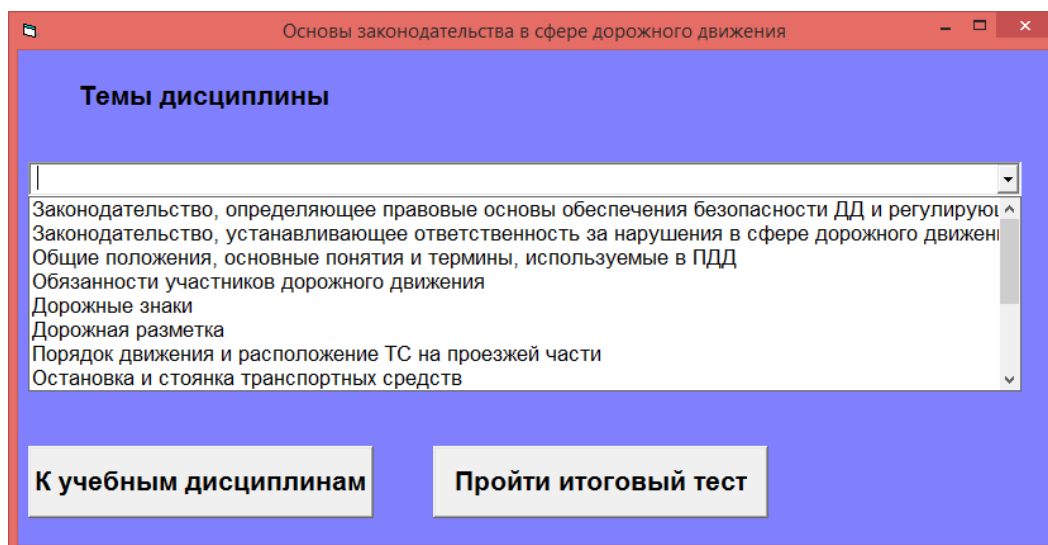 Основы законодательства в сфере дорожного движения
Темы дисциплины
Законодательство, определяющее правовые основы обеспечения безопасности ДД и
Законодательство, устанавливающее ответственность за нарушения в сфере дорожного
Общие положения, основные понятия и термины, используемые в ПДД
Обязанности участников дорожного движения
Дорожные знаки
Дорожная разметка
Порядок движения и расположение ТС на проезжей части
Остановка и стоянка транспортных средств
К учебным дисциплинам
Пройти итоговый тест